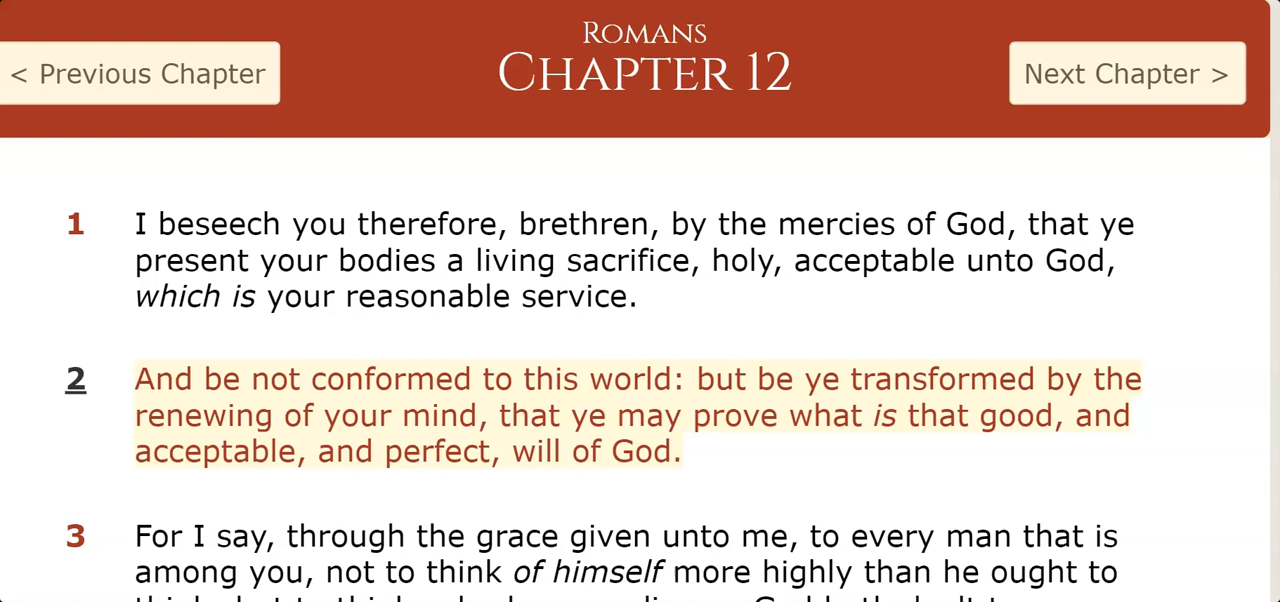 ROMANS
CHAPTER 12
< Previous Chapter
Next Chapter >
1 I beseech you therefore, brethren, by the mercies of God, that ye
present your bodies a living sacrifice, holy, acceptable unto God,
which is your reasonable service.
2 And be not conformed to this world: but be ye transformed by the
renewing of your mind, that ye may prove what is that good, and
acceptable, and perfect, will of God.
3 For I say, through the grace given unto me, to every man that is
among you, not to think of himself more highly than he ought to